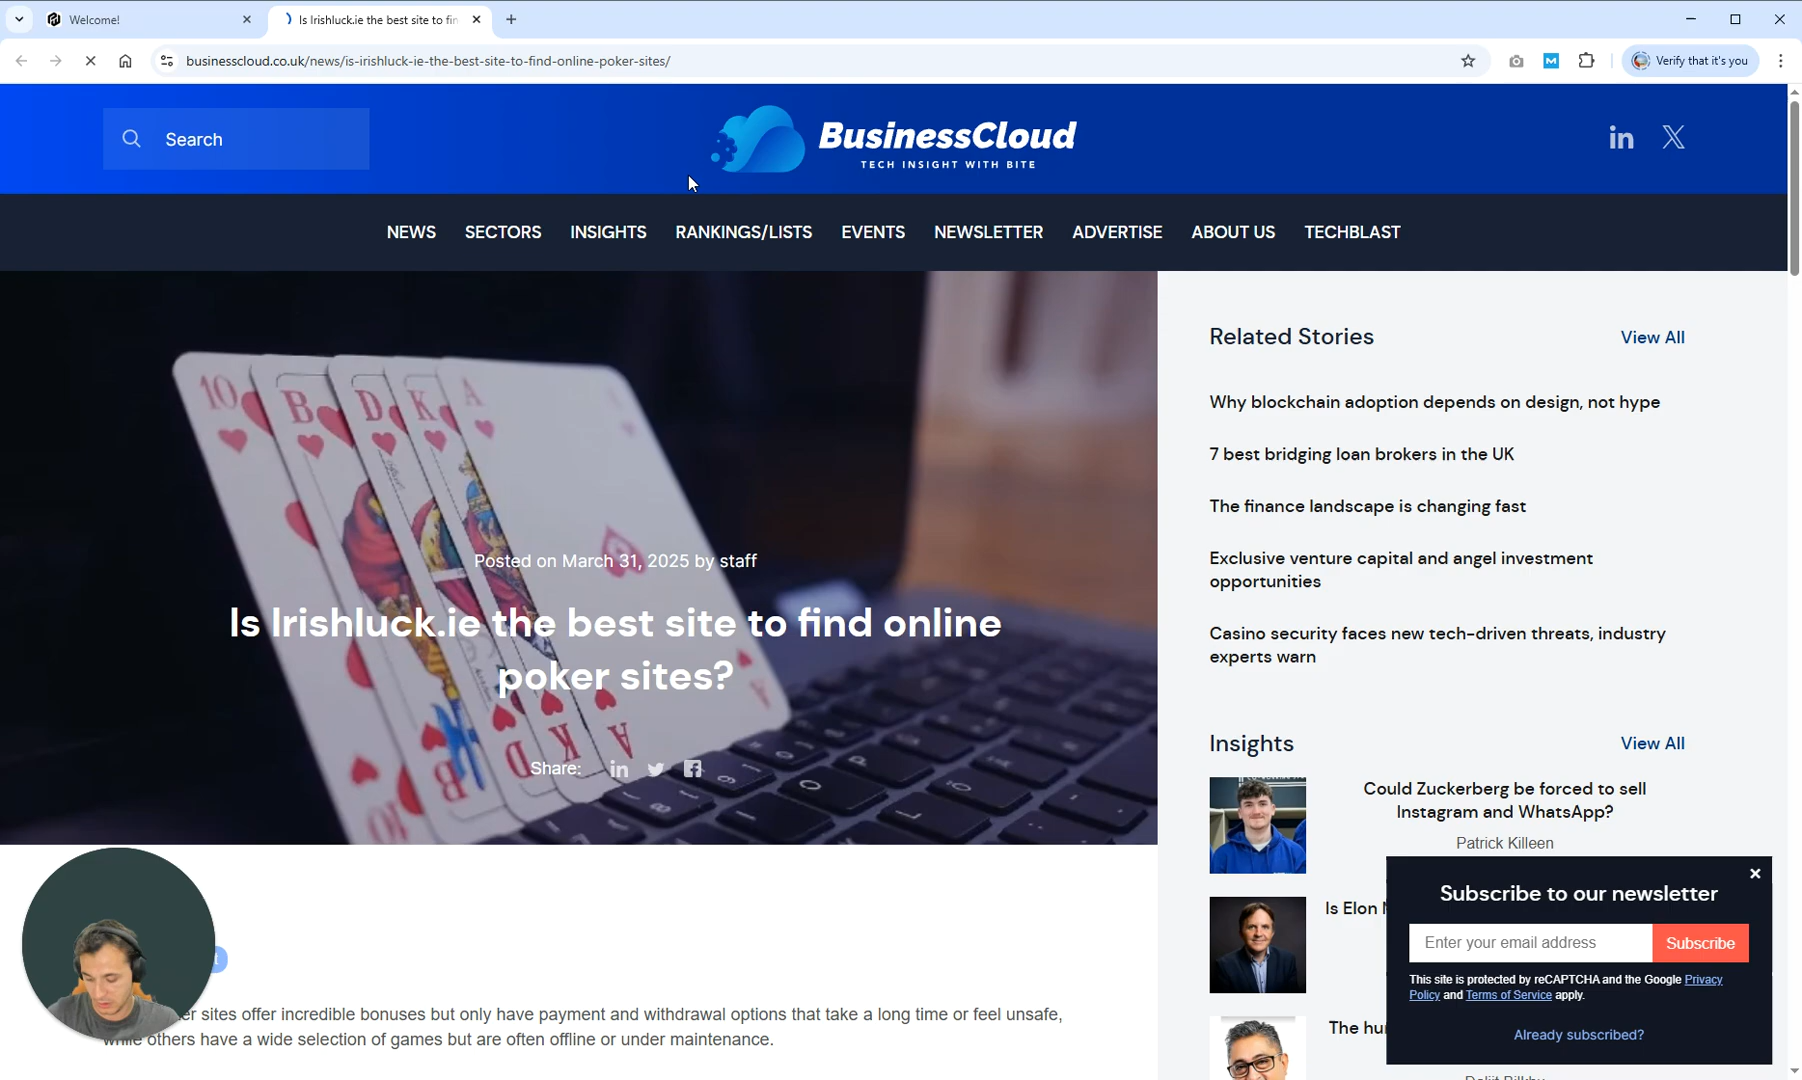 Welcome!
Is Irishluck.ie the best site to fin
businesscloud.co.uk/news/is-irishluck-ie-the-best-site-to-find-online-poker-sites/
Verify that it's you
Search
BusinessCloud
TECH INSIGHT WITH BITE
NEWS
SECTORS
INSIGHTS
RANKINGS/LISTS
EVENTS
NEWSLETTER
ADVERTISE
ABOUT US
TECHBLAST
10 B D K A
Posted on March 31, 2025 by staff
Is Irishluck.ie the best site to find online
poker sites?
Share:
Related Stories
View All
Why blockchain adoption depends on design, not hype
7 best bridging loan brokers in the UK
The finance landscape is changing fast
Exclusive venture capital and angel investment
opportunities
Casino security faces new tech-driven threats, industry
experts warn
Insights
View All
Could Zuckerberg be forced to sell
Instagram and WhatsApp?
Patrick Killeen
Is Elon
The hu
Subscribe to our newsletter
Enter your email address
Subscribe
This site is protected by reCAPTCHA and the Google Privacy
Policy and Terms of Service apply.
Already subscribed?
er sites offer incredible bonuses but only have payment and withdrawal options that take a long time or feel unsafe,
while others have a wide selection of games but are often offline or under maintenance.